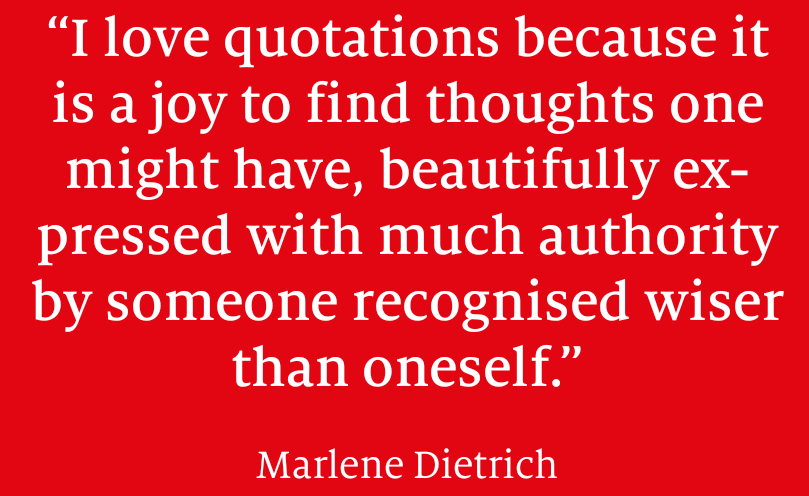 “I love quotations because it
is a joy to find thoughts one
might have, beautifully ex-
pressed with much authority
by someone recognised wiser
than oneself.”
Marlene Dietrich